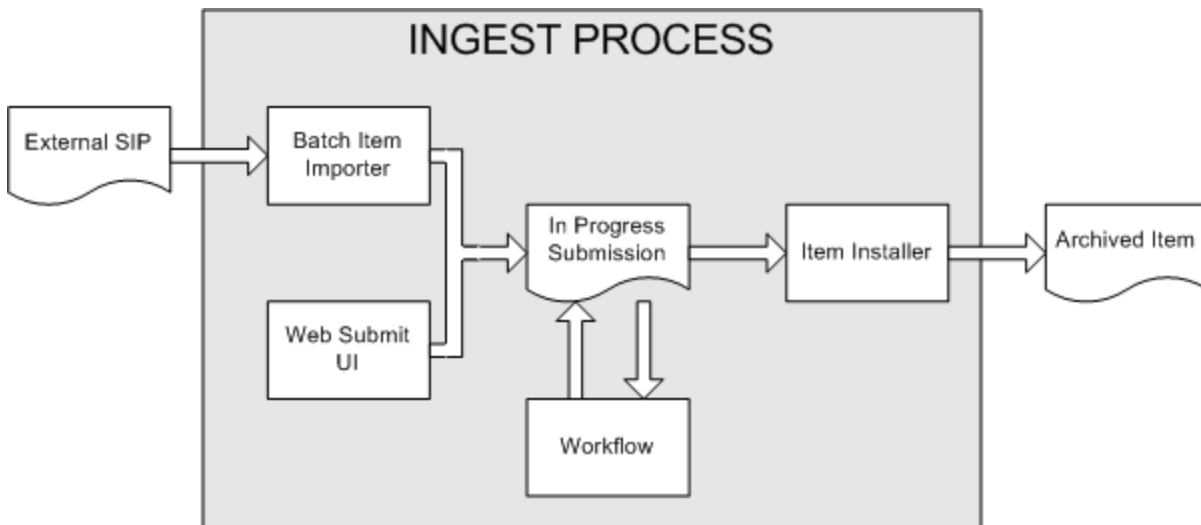 INGEST PROCESS
External SIP
Batch Item
Importer
In Progress
Submission
Item Installer
Archived Item
Web Submit
UI
Workflow